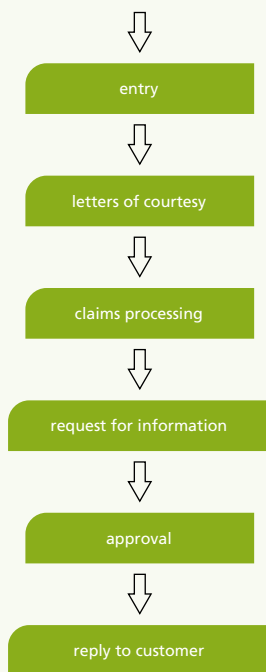 entry
letters of courtesy
claims processing
request for information
approval
reply to customer